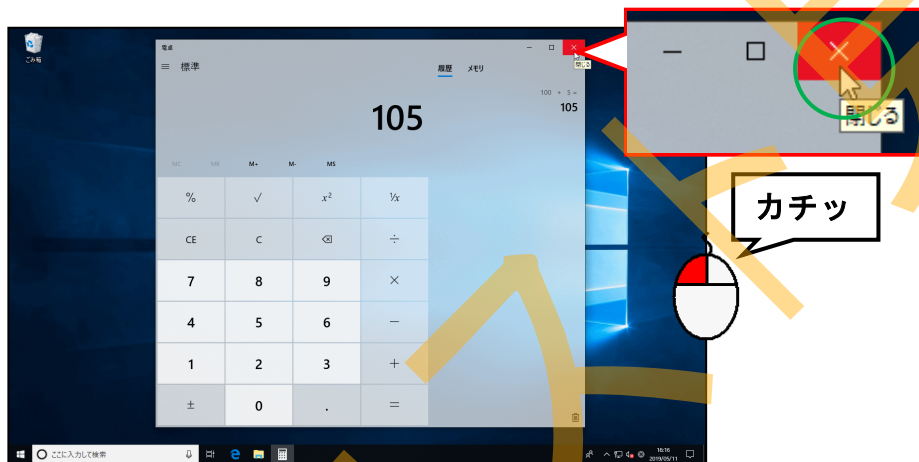 ごみ箱
電卓
標準
履歴 メモリ
閉じる
100 + 5 =
105
105
MC MR M+ M- MS
% √ x² ¹/x
CE C ÷
7 8 9 ×
4 5 6 −
1 2 3 +
± 0 . =
閉じる
カチッ
ここに入力して検索
16:16
2019/05/11